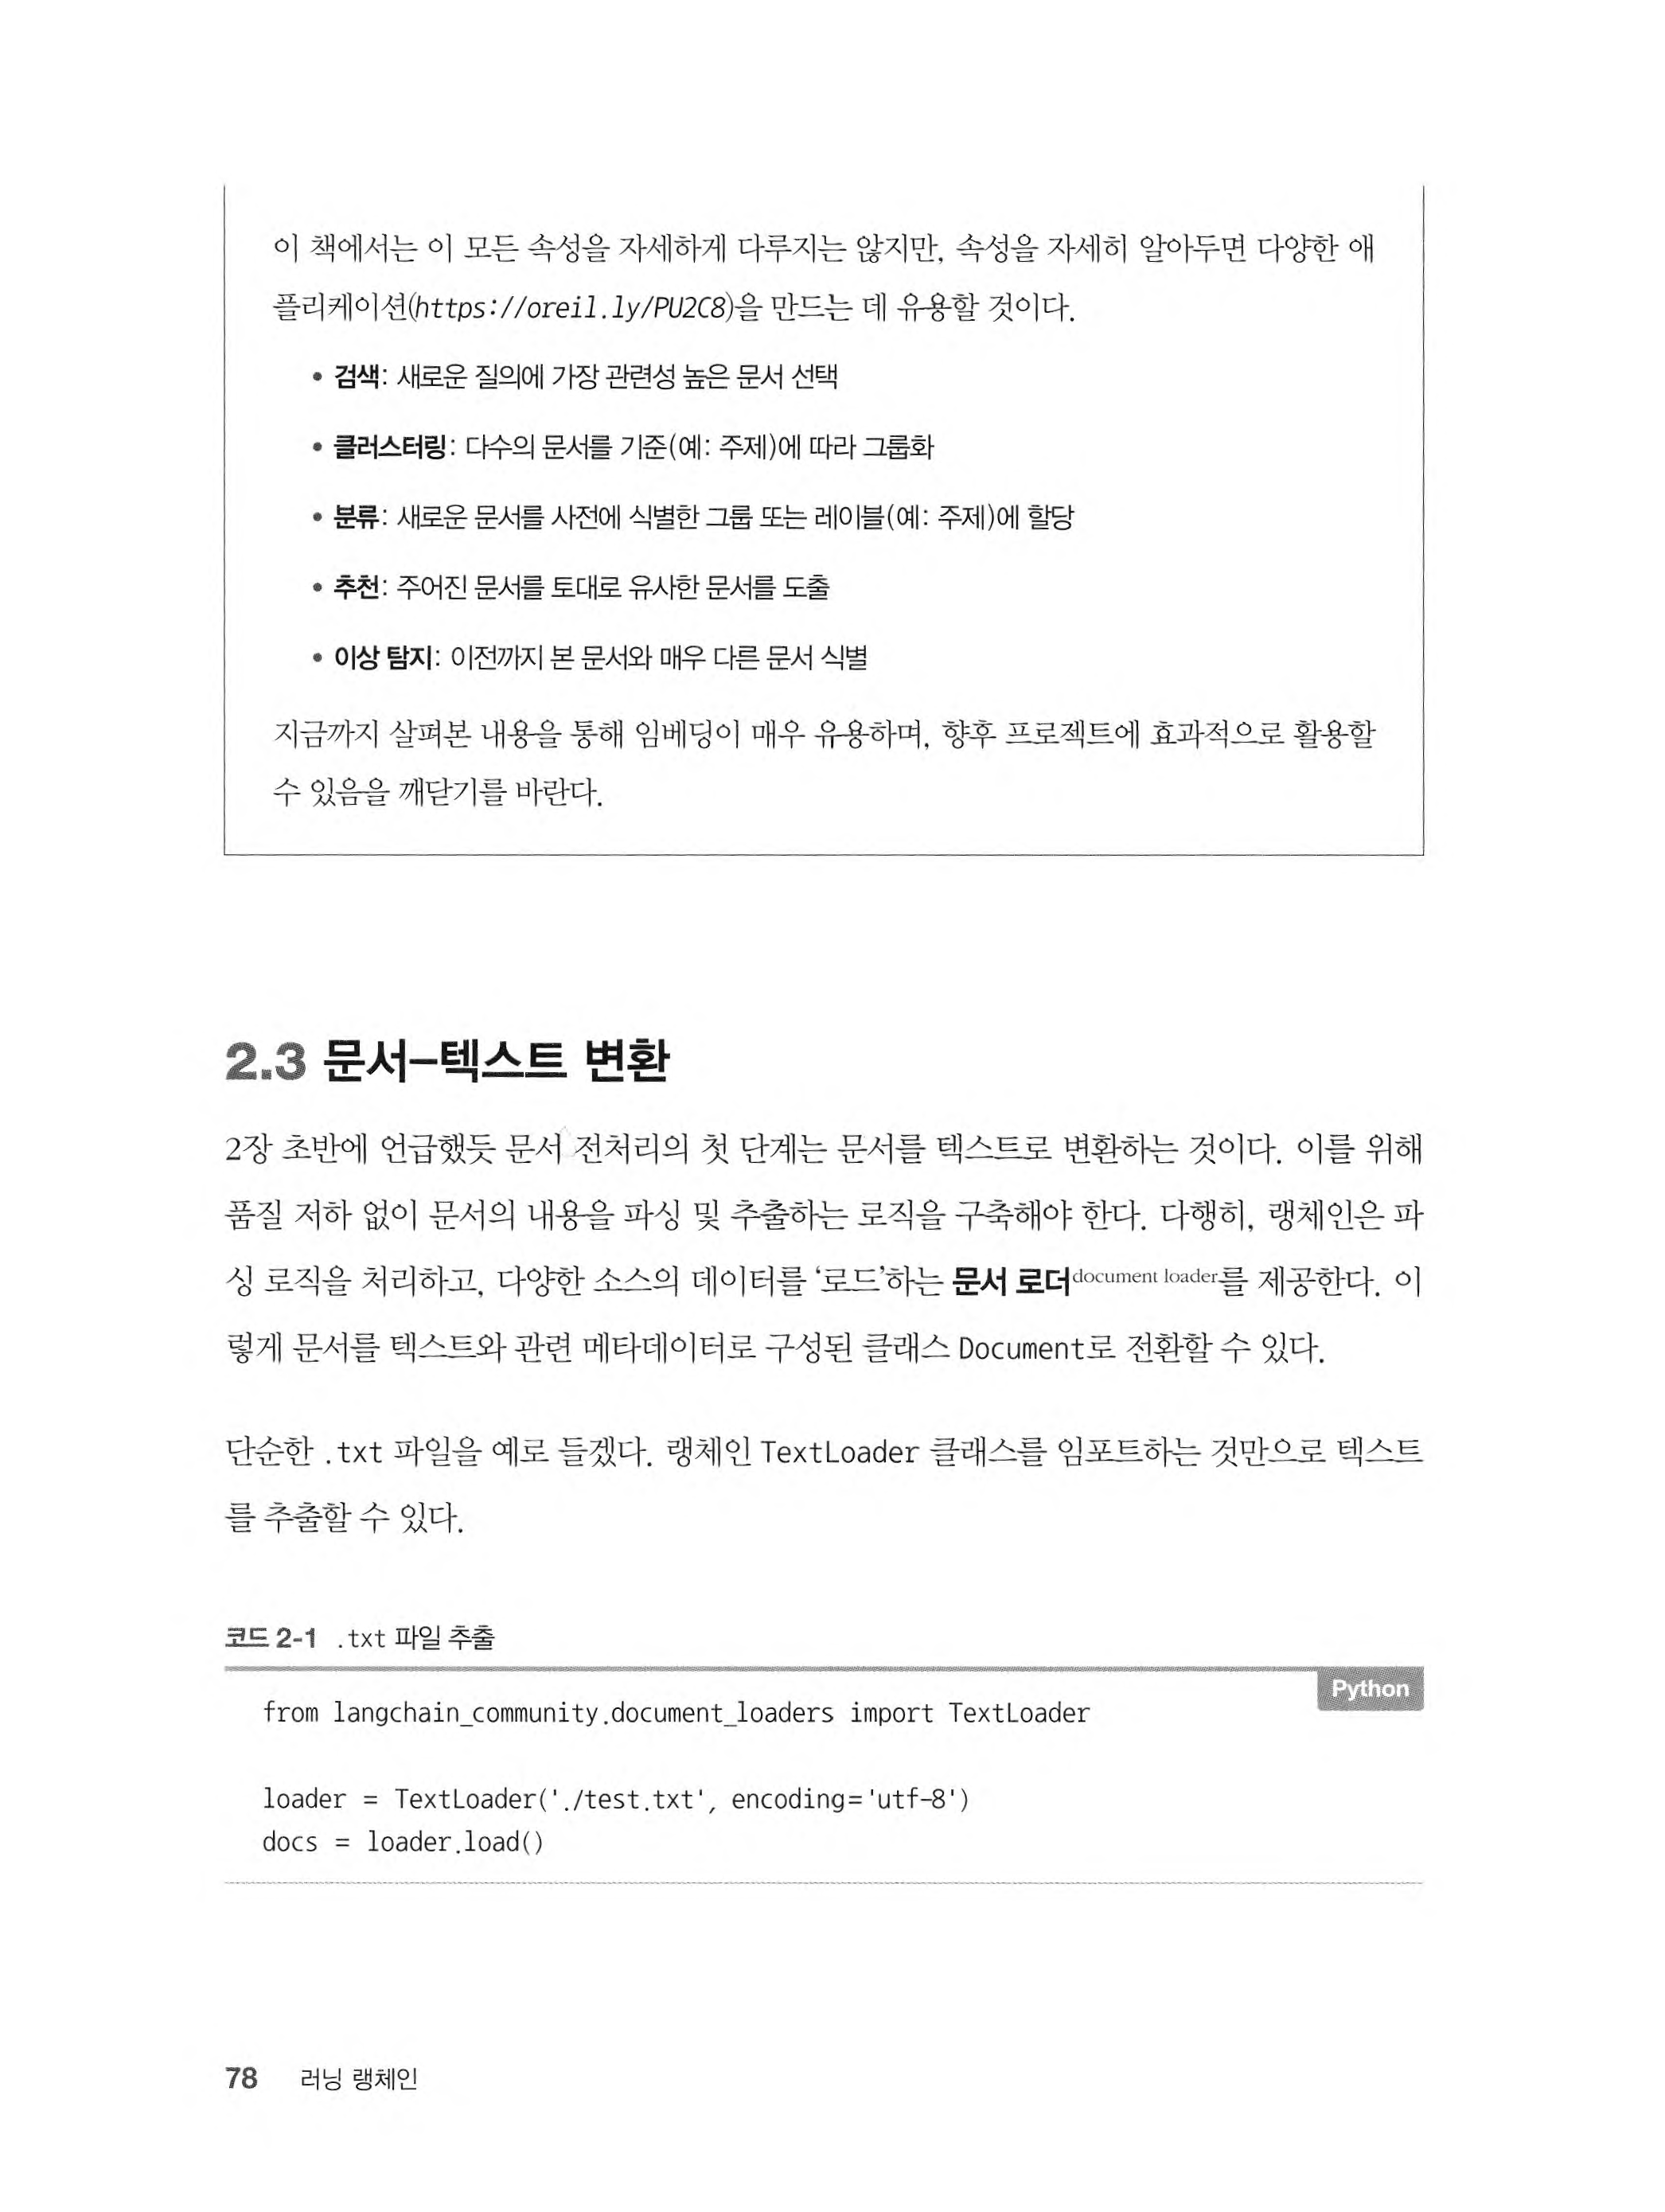 이 책에서는 이 모든 속성을 자세하게 다루지는 않지만, 속성을 자세히 알아두면 다양한 애
플리케이션(https://oreil.ly/PU2C8)을 만드는 데 유용할 것이다.
• 검색: 새로운 질의에 가장 관련성 높은 문서 선택
• 클러스터링: 다수의 문서를 기준(예: 주제)에 따라 그룹화
• 분류: 새로운 문서를 사전에 식별한 그룹 또는 레이블(예: 주제)에 할당
• 추천: 주어진 문서를 토대로 유사한 문서를 도출
• 이상 탐지: 이전까지 본 문서와 매우 다른 문서 식별
지금까지 살펴본 내용을 통해 임베딩이 매우 유용하며, 향후 프로젝트에 효과적으로 활용할
수 있음을 깨닫기를 바란다.
2.3 문서-텍스트 변환
2장 초반에 언급했듯 문서 전처리의 첫 단계는 문서를 텍스트로 변환하는 것이다. 이를 위해
품질 저하 없이 문서의 내용을 파싱 및 추출하는 로직을 구축해야 한다. 다행히, 랭체인은 파
싱 로직을 처리하고, 다양한 소스의 데이터를 ‘로드’하는 문서 로더document loader를 제공한다. 이
렇게 문서를 텍스트와 관련 메타데이터로 구성된 클래스 Document로 전환할 수 있다.
단순한 .txt 파일을 예로 들겠다. 랭체인 TextLoader 클래스를 임포트하는 것만으로 텍스트
를 추출할 수 있다.
코드 2-1 .txt 파일 추출
Python
from langchain_community.document_loaders import TextLoader
loader = TextLoader('./test.txt', encoding='utf-8')
docs = loader.load()
78 러닝 랭체인